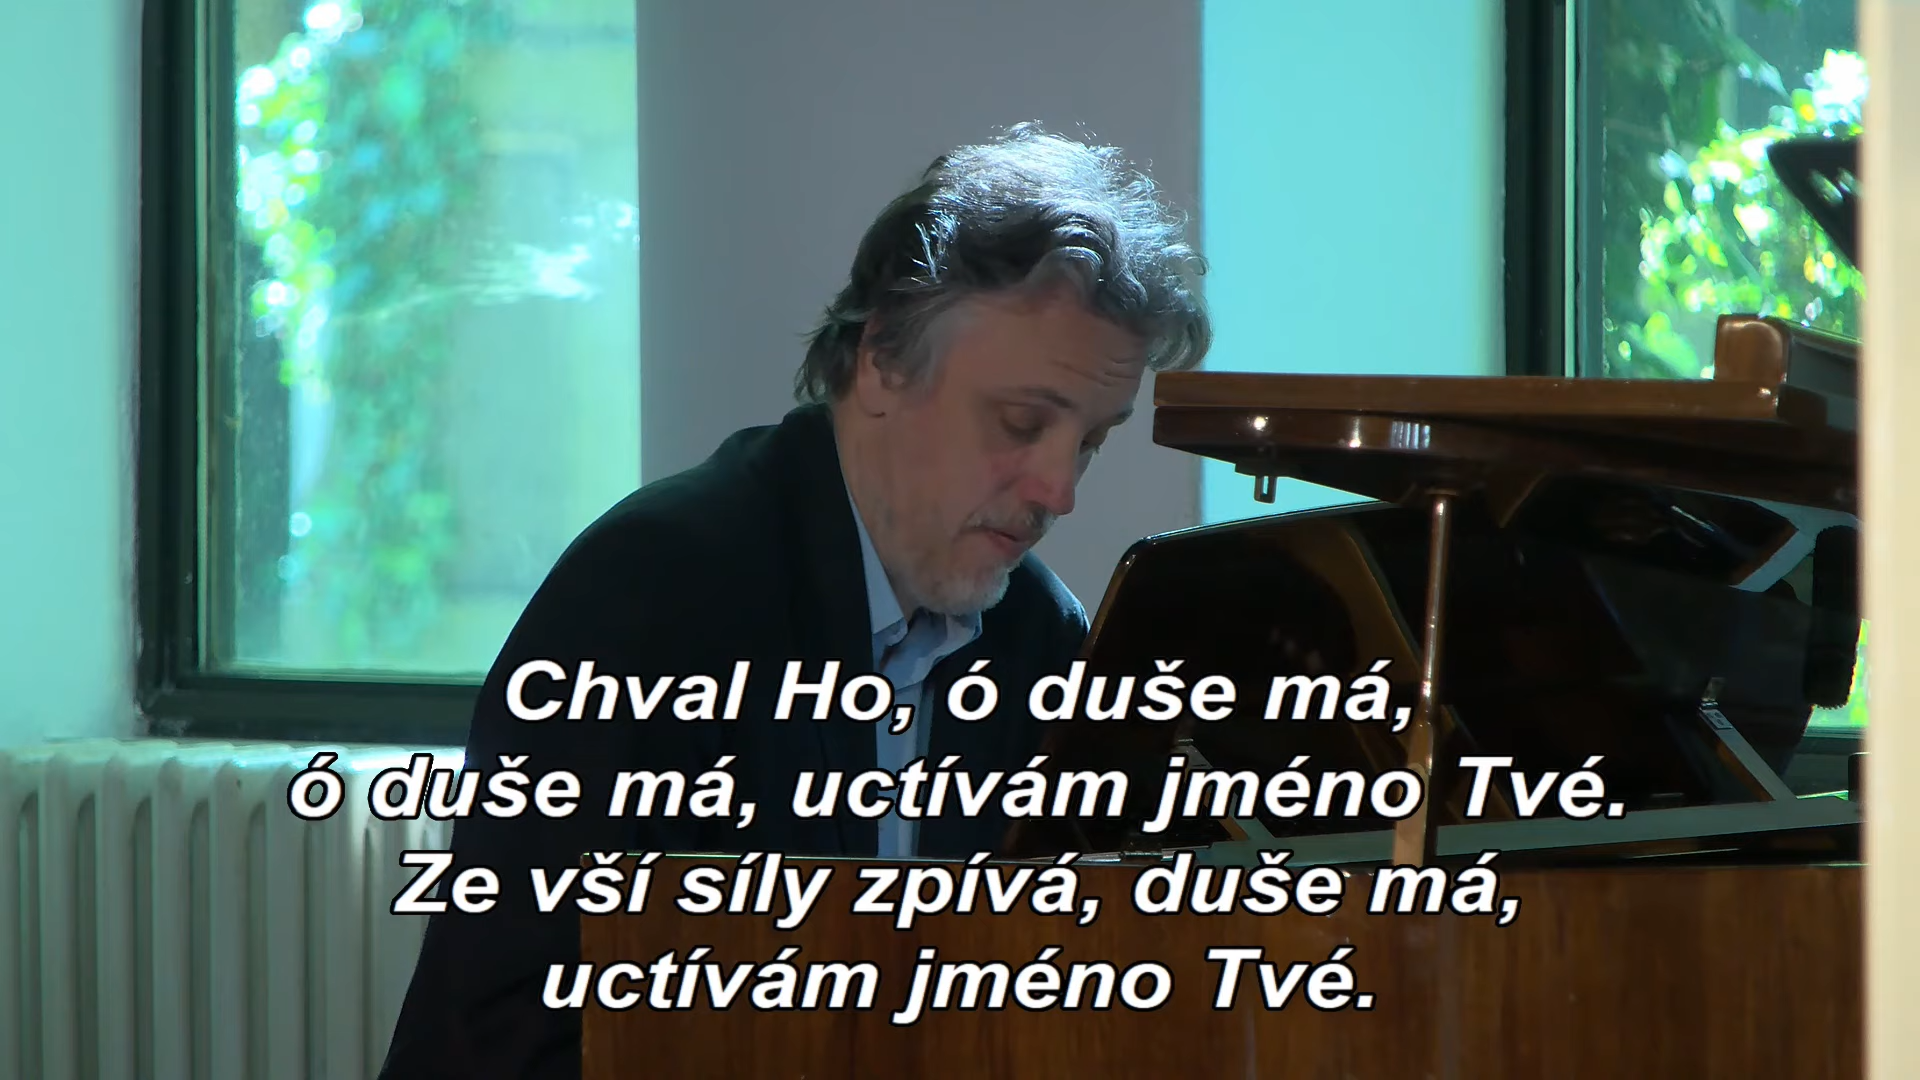 Chval Ho, ó duše má,
ó duše má, uctívám jméno Tvé.
Ze vší síly zpívá, duše má,
uctívám jméno Tvé.